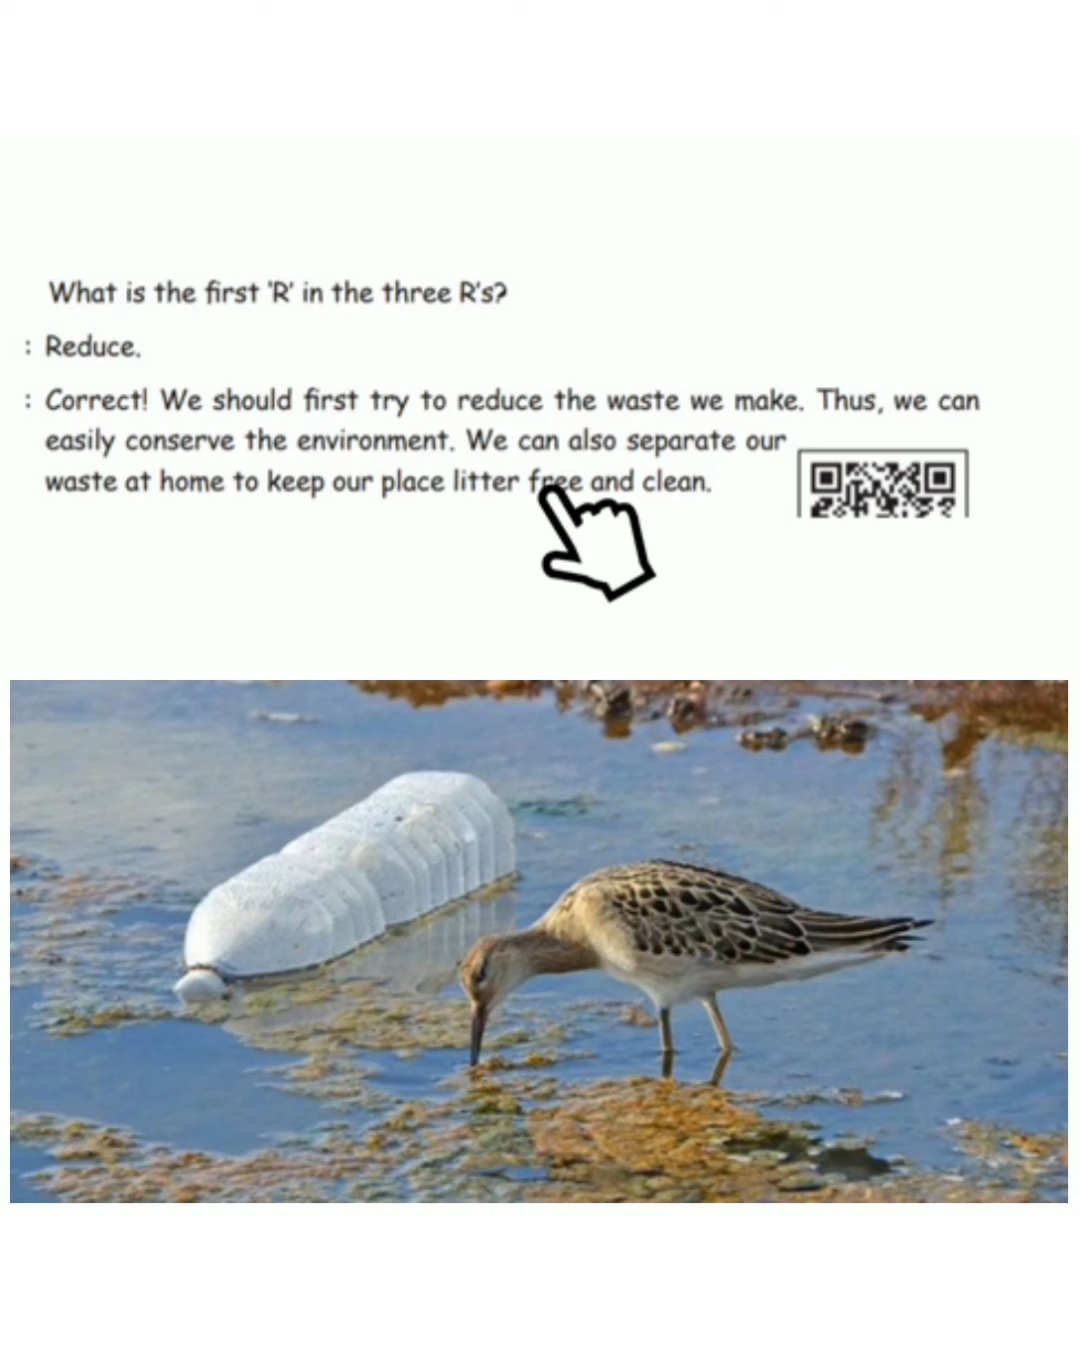 What is the first 'R' in the three R's?
: Reduce.
: Correct! We should first try to reduce the waste we make. Thus, we can
easily conserve the environment. We can also separate our
waste at home to keep our place litter free and clean.